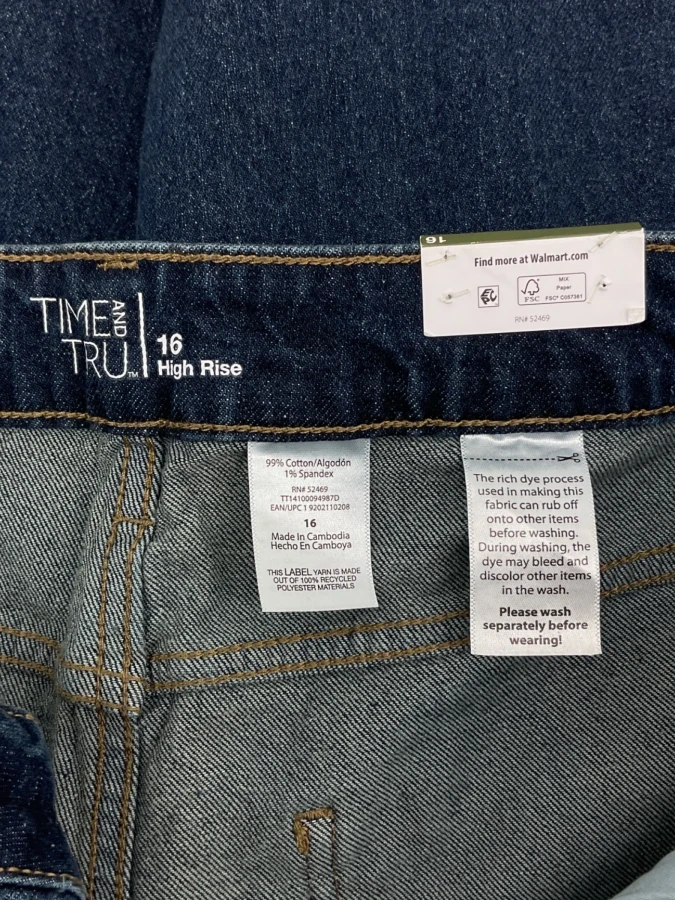 16
Find more at Walmart.com
FSC
MIX
Paper
FSC® C057361
RN# 52469
TIME AND
TRU™
16
High Rise
99% Cotton/Algodón
1% Spandex
RN# 52469
TT14100094987D
EAN/UPC 1 9202110208
16
Made In Cambodia
Hecho En Camboya
THIS LABEL YARN IS MADE
OUT OF 100% RECYCLED
POLYESTER MATERIALS
The rich dye process
used in making this
fabric can rub off
onto other items
before washing.
During washing, the
dye may bleed and
discolor other items
in the wash.
Please wash
separately before
wearing!